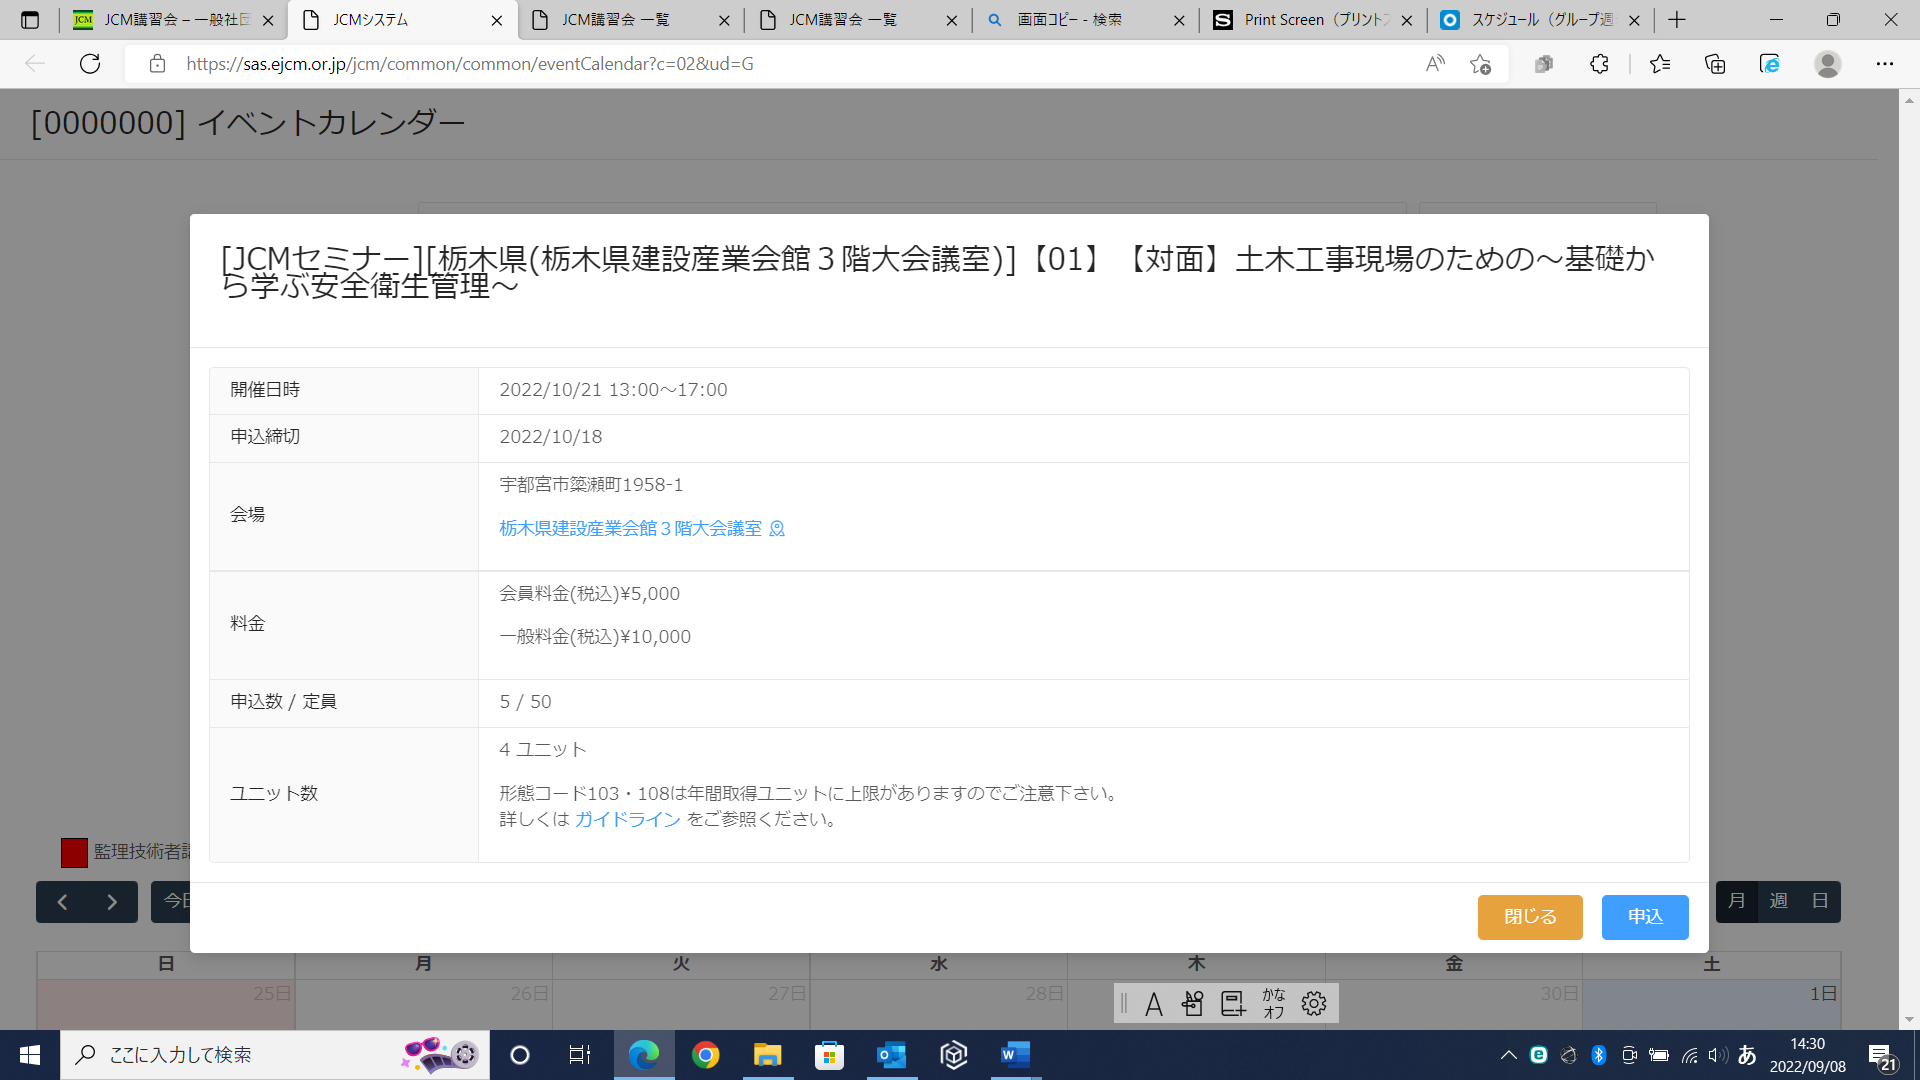 JCM講習会 – 一般社団
JCMシステム
JCM講習会 一覧
JCM講習会 一覧
画面コピー - 検索
Print Screen（プリントス
スケジュール（グループ週
https://sas.ejcm.or.jp/jcm/common/common/eventCalendar?c=02&ud=G
[0000000] イベントカレンダー
[JCMセミナー][栃木県(栃木県建設産業会館３階大会議室)]【01】【対面】土木工事現場のための～基礎か
ら学ぶ安全衛生管理～
開催日時
2022/10/21 13:00～17:00
申込締切
2022/10/18
会場
宇都宮市簗瀬町1958-1
栃木県建設産業会館３階大会議室
料金
会員料金(税込)¥5,000
一般料金(税込)¥10,000
申込数 / 定員
5 / 50
ユニット数
4 ユニット
形態コード103・108は年間取得ユニットに上限がありますのでご注意下さい。
詳しくは ガイドライン をご参照ください。
監理技術者講
今日
閉じる
申込
月 週 日
日 月 火 水 木 金 土
25日 26日 27日 28日 30日 1日
A
かな
オフ
ここに入力して検索
あ
14:30
2022/09/08
21